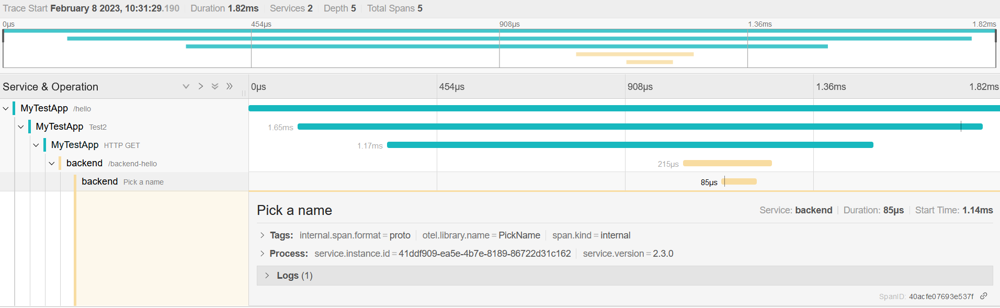 Trace Start February 8 2023, 10:31:29.190 Duration 1.82ms Services 2 Depth 5 Total Spans 5
0μs 454μs 908μs 1.36ms 1.82ms
Service & Operation 0μs 454μs 908μs 1.36ms 1.82ms
MyTestApp /hello
MyTestApp Test2 1.65ms
MyTestApp HTTP GET 1.17ms
backend /backend-hello 215μs
backend Pick a name 85μs
Pick a name Service: backend Duration: 85μs Start Time: 1.14ms
Tags: internal.span.format = proto otel.library.name = PickName span.kind = internal
Process: service.instance.id = 41ddf909-ea5e-4b7e-8189-86722d31c162 service.version = 2.3.0
Logs (1)
SpanID: 40acfe07693e537f